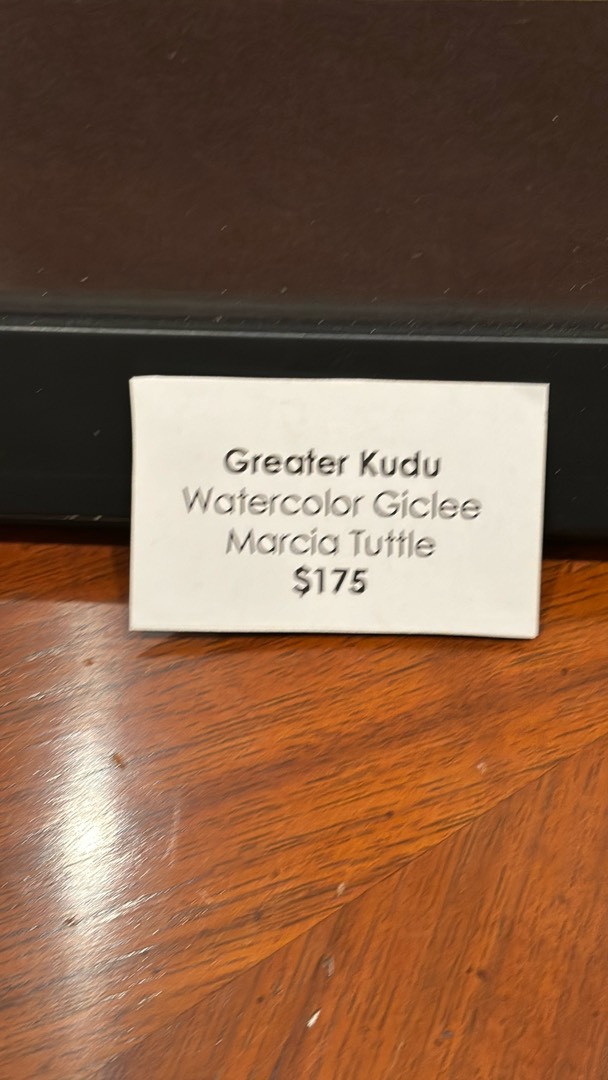 Greater Kudu
Watercolor Giclee
Marcia Tuttle
$175